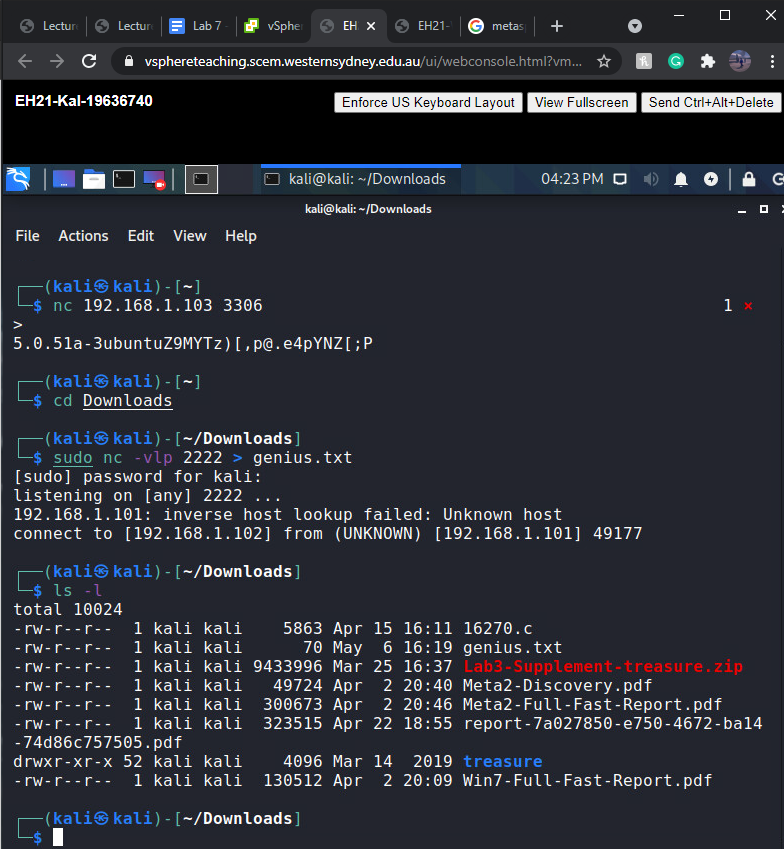 Lecture
Lecture
Lab 7 -
vSphe
EH
EH21-
metas
vsphereteaching.scem.westernsydney.edu.au/ui/webconsole.html?vm...
EH21-Kal-19636740
Enforce US Keyboard Layout
View Fullscreen
Send Ctrl+Alt+Delete
kali@kali: ~/Downloads
04:23 PM
kali@kali: ~/Downloads
File Actions Edit View Help
┌──(kali㉿kali)-[~]
└─$ nc 192.168.1.103 3306 1 ×
>
5.0.51a-3ubuntuZ9MYTz)[,p@.e4pYNZ[;P
┌──(kali㉿kali)-[~]
└─$ cd Downloads
┌──(kali㉿kali)-[~/Downloads]
└─$ sudo nc -vlp 2222 > genius.txt
[sudo] password for kali:
listening on [any] 2222 ...
192.168.1.101: inverse host lookup failed: Unknown host
connect to [192.168.1.102] from (UNKNOWN) [192.168.1.101] 49177
┌──(kali㉿kali)-[~/Downloads]
└─$ ls -l
total 10024
-rw-r--r-- 1 kali kali 5863 Apr 15 16:11 16270.c
-rw-r--r-- 1 kali kali 70 May 6 16:19 genius.txt
-rw-r--r-- 1 kali kali 9433996 Mar 25 16:37 Lab3-Supplement-treasure.zip
-rw-r--r-- 1 kali kali 49724 Apr 2 20:40 Meta2-Discovery.pdf
-rw-r--r-- 1 kali kali 300673 Apr 2 20:46 Meta2-Full-Fast-Report.pdf
-rw-r--r-- 1 kali kali 323515 Apr 22 18:55 report-7a027850-e750-4672-ba14
-74d86c757505.pdf
drwxr-xr-x 52 kali kali 4096 Mar 14 2019 treasure
-rw-r--r-- 1 kali kali 130512 Apr 2 20:09 Win7-Full-Fast-Report.pdf
┌──(kali㉿kali)-[~/Downloads]
└─$